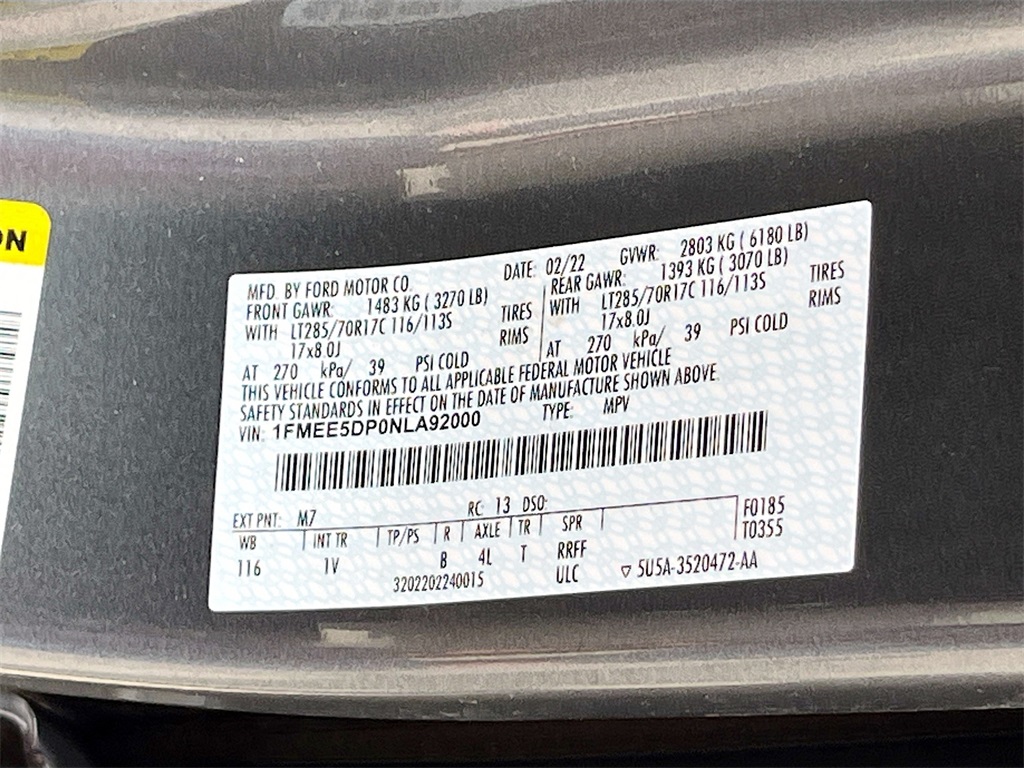 ON
MFD. BY FORD MOTOR CO. DATE: 02/22 GVWR: 2803 KG ( 6180 LB)
FRONT GAWR: 1483 KG ( 3270 LB) REAR GAWR: 1393 KG ( 3070 LB)
WITH LT285/70R17C 116/113S TIRES WITH LT285/70R17C 116/113S TIRES
17x8.0J RIMS 17x8.0J RIMS
AT 270 kPa/ 39 PSI COLD AT 270 kPa/ 39 PSI COLD
THIS VEHICLE CONFORMS TO ALL APPLICABLE FEDERAL MOTOR VEHICLE
SAFETY STANDARDS IN EFFECT ON THE DATE OF MANUFACTURE SHOWN ABOVE.
VIN: 1FMEE5DP0NLA92000 TYPE: MPV
EXT PNT: M7 RC: 13 DSO: F0185
WB INT TR TP/PS R AXLE TR SPR T0355
116 1V B 4L T RRFF
3202202240015 ULC ▽ 5U5A-3520472-AA